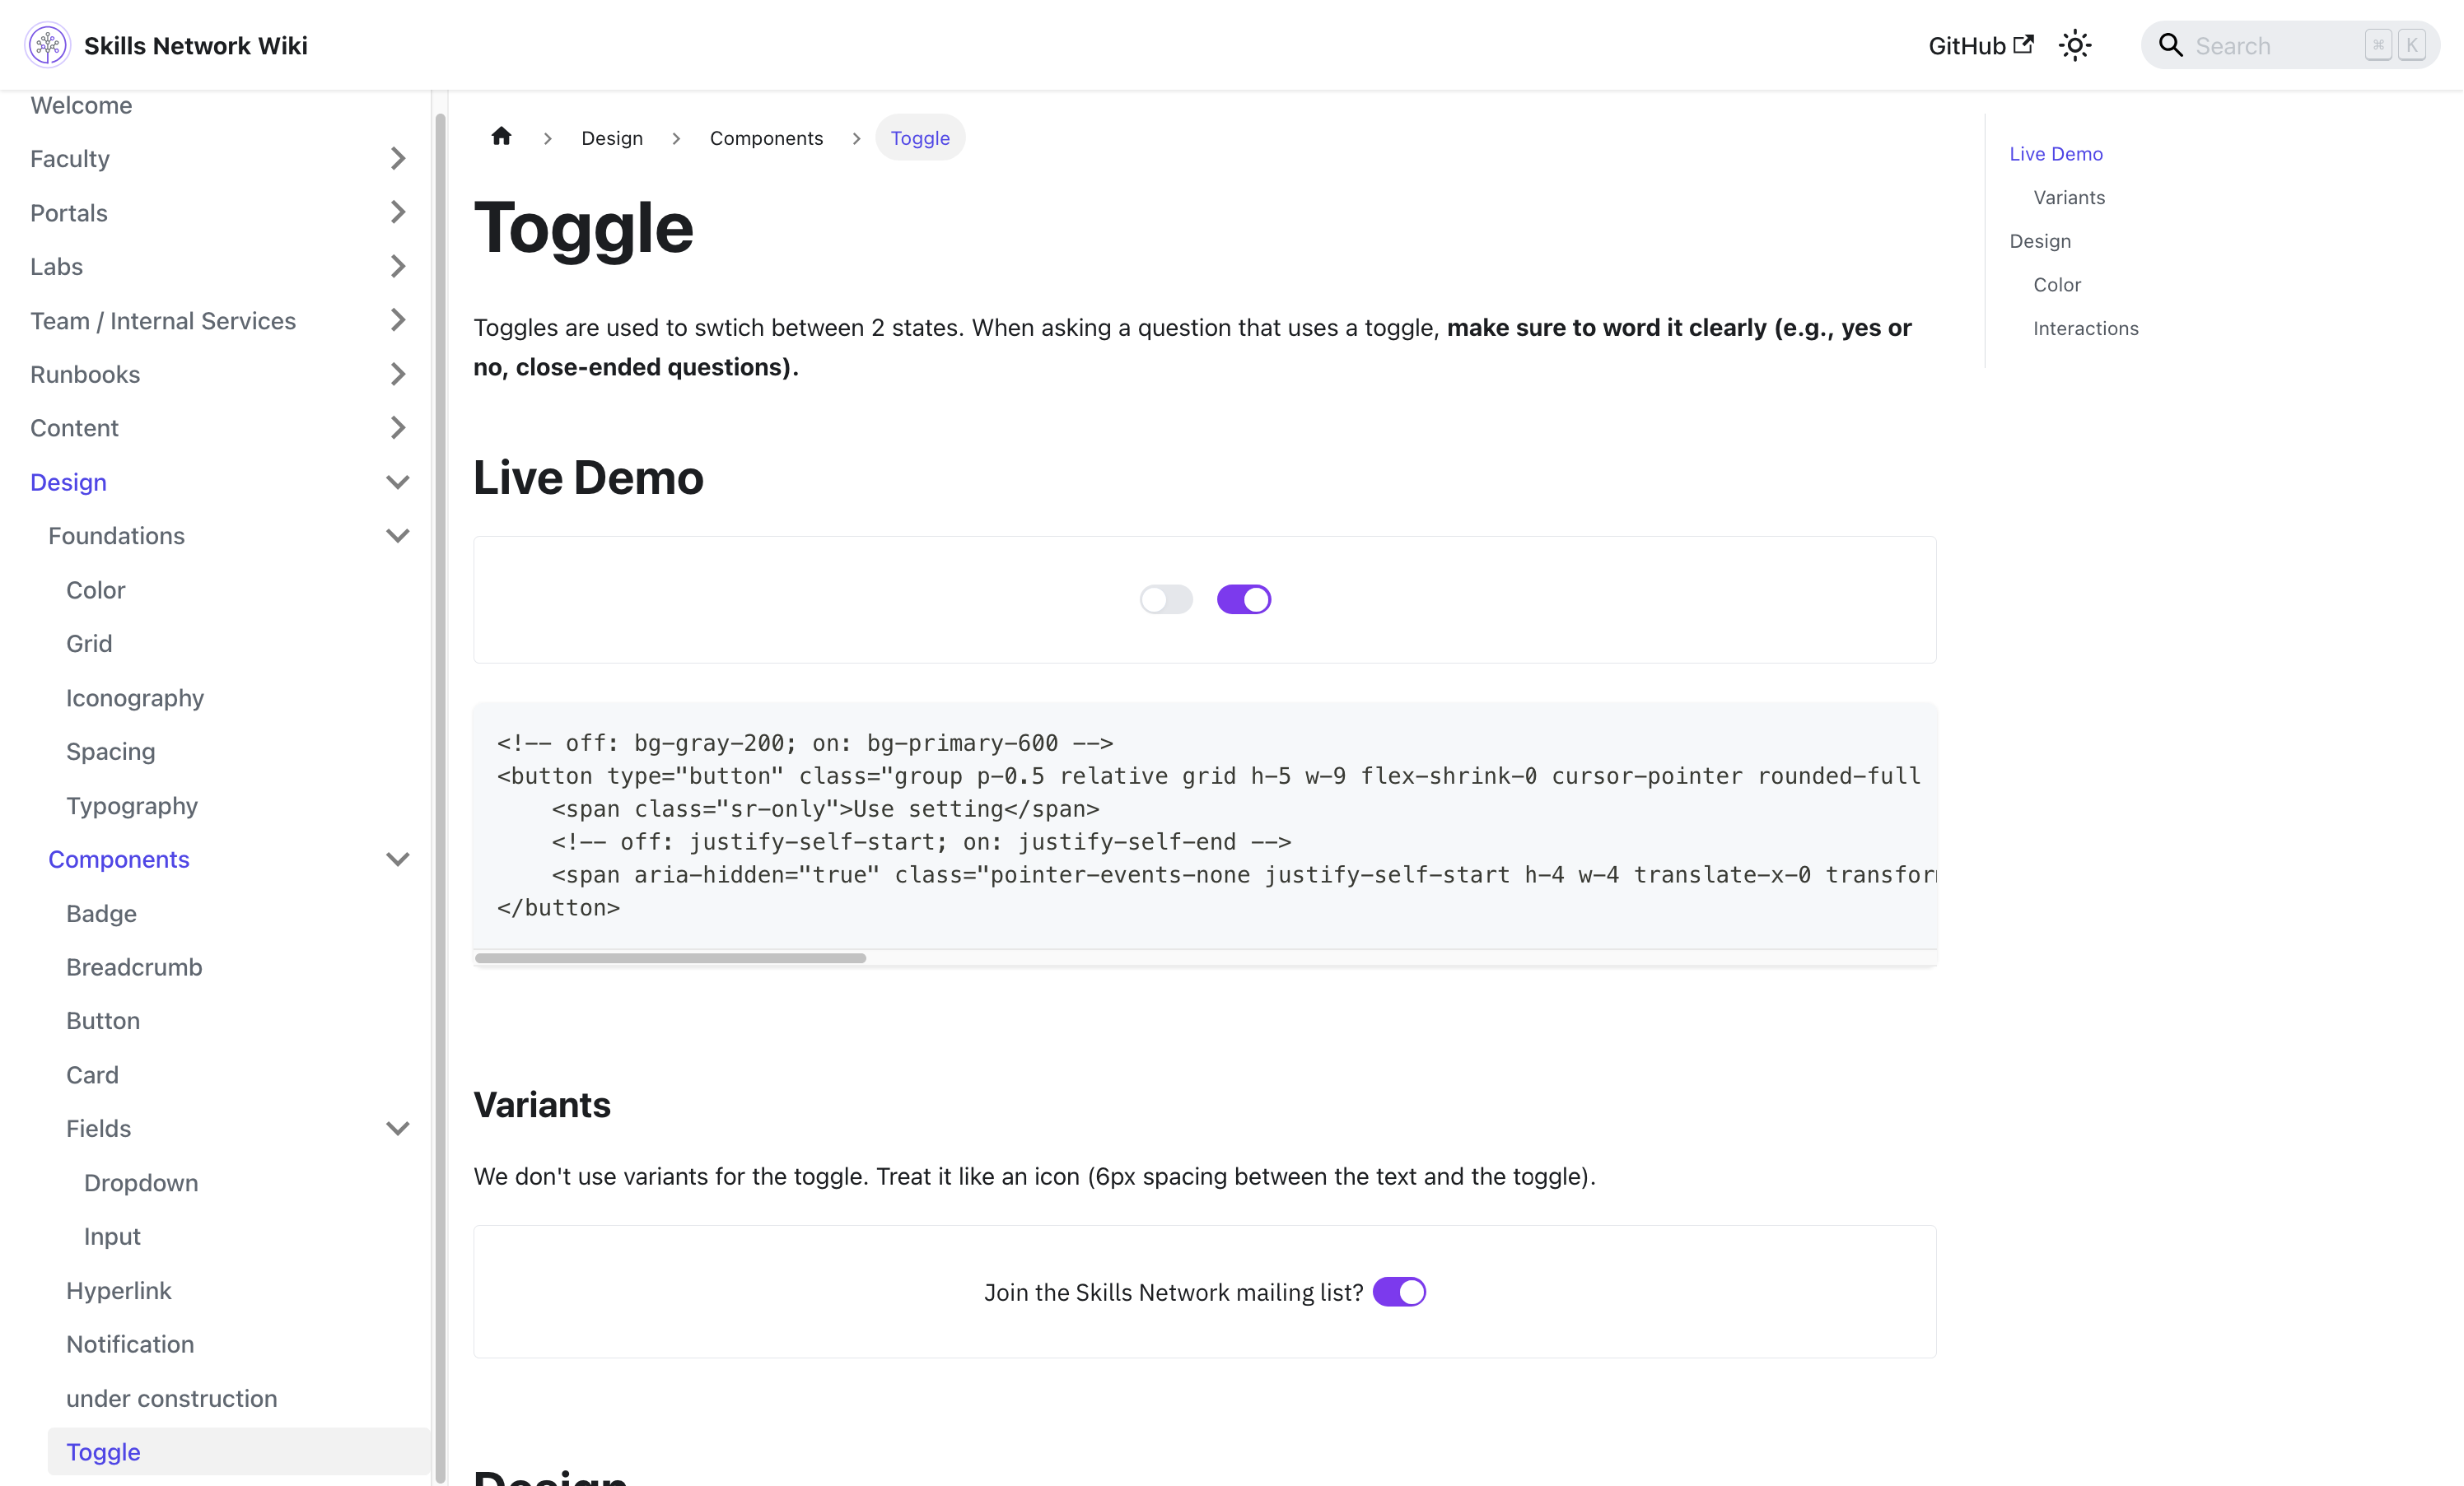 Skills Network Wiki
GitHub
Search
⌘ K
Welcome
Faculty
Portals
Labs
Team / Internal Services
Runbooks
Content
Design
Foundations
Color
Grid
Iconography
Spacing
Typography
Components
Badge
Breadcrumb
Button
Card
Fields
Dropdown
Input
Hyperlink
Notification
under construction
Toggle
Design
Components
Toggle
Toggle
Toggles are used to swtich between 2 states. When asking a question that uses a toggle, make sure to word it clearly (e.g., yes or
no, close-ended questions).
Live Demo
<!-- off: bg-gray-200; on: bg-primary-600 -->
<button type="button" class="group p-0.5 relative grid h-5 w-9 flex-shrink-0 cursor-pointer rounded-full
    <span class="sr-only">Use setting</span>
    <!-- off: justify-self-start; on: justify-self-end -->
    <span aria-hidden="true" class="pointer-events-none justify-self-start h-4 w-4 translate-x-0 transfor
</button>
Variants
We don't use variants for the toggle. Treat it like an icon (6px spacing between the text and the toggle).
Join the Skills Network mailing list?
Design
Live Demo
Variants
Design
Color
Interactions